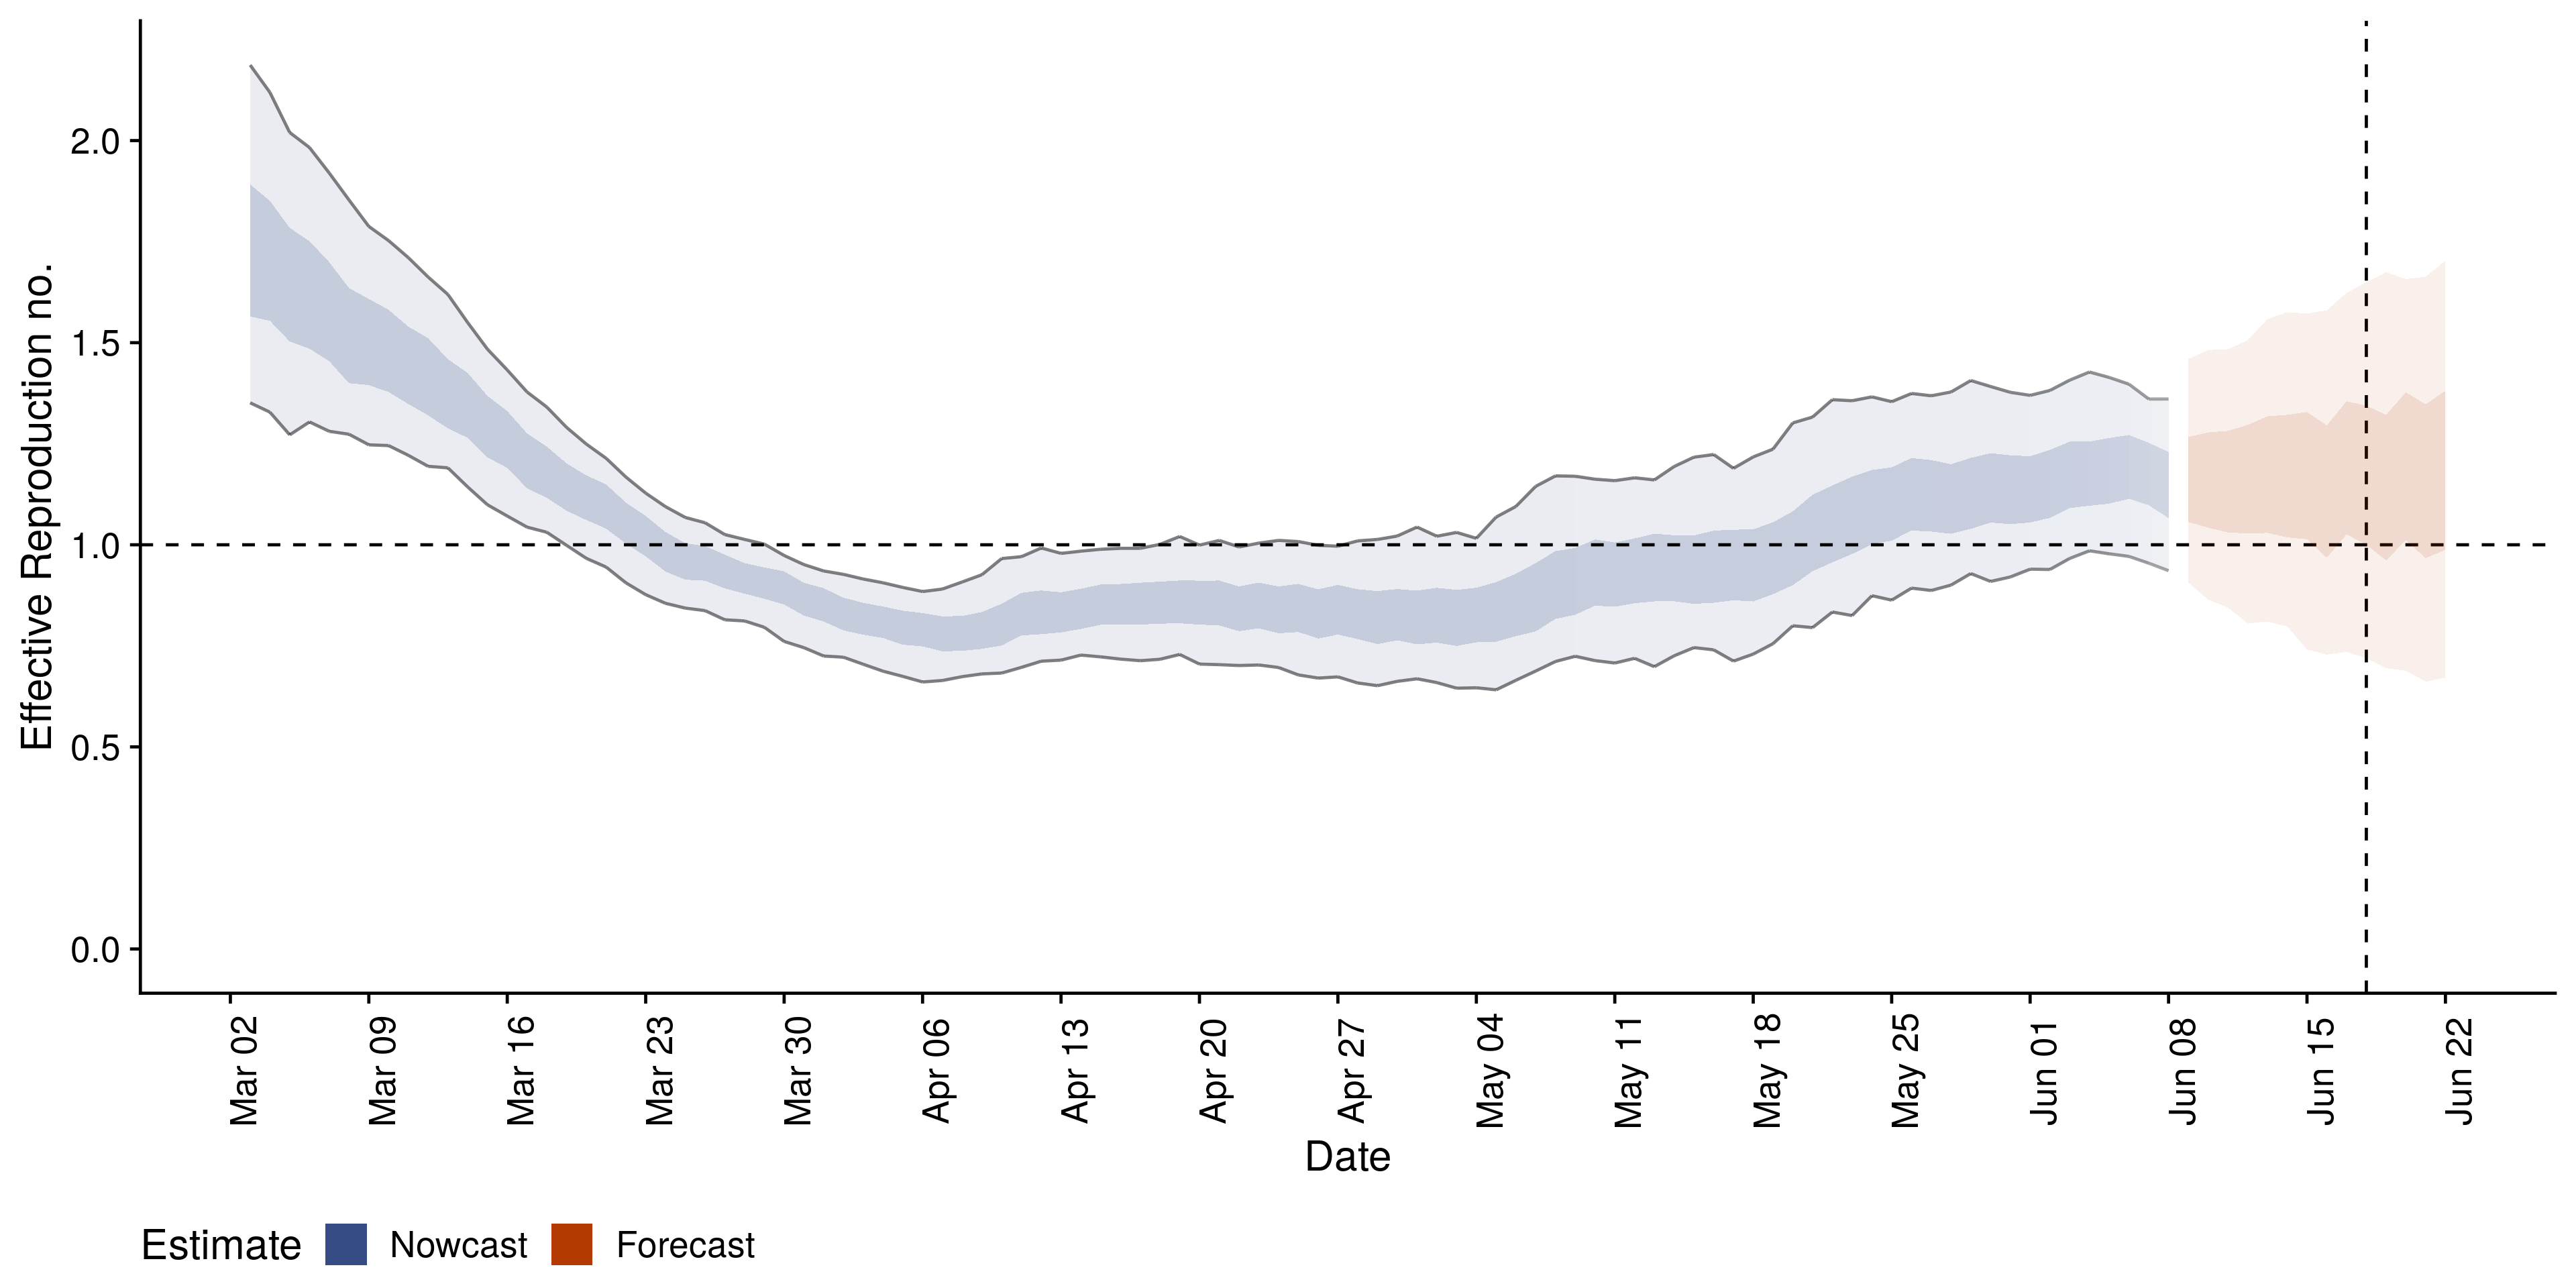 Effective Reproduction no.
2.0
1.5
1.0
0.5
0.0
Mar 02
Mar 09
Mar 16
Mar 23
Mar 30
Apr 06
Apr 13
Apr 20
Apr 27
May 04
May 11
May 18
May 25
Jun 01
Jun 08
Jun 15
Jun 22
Date
Estimate Nowcast Forecast